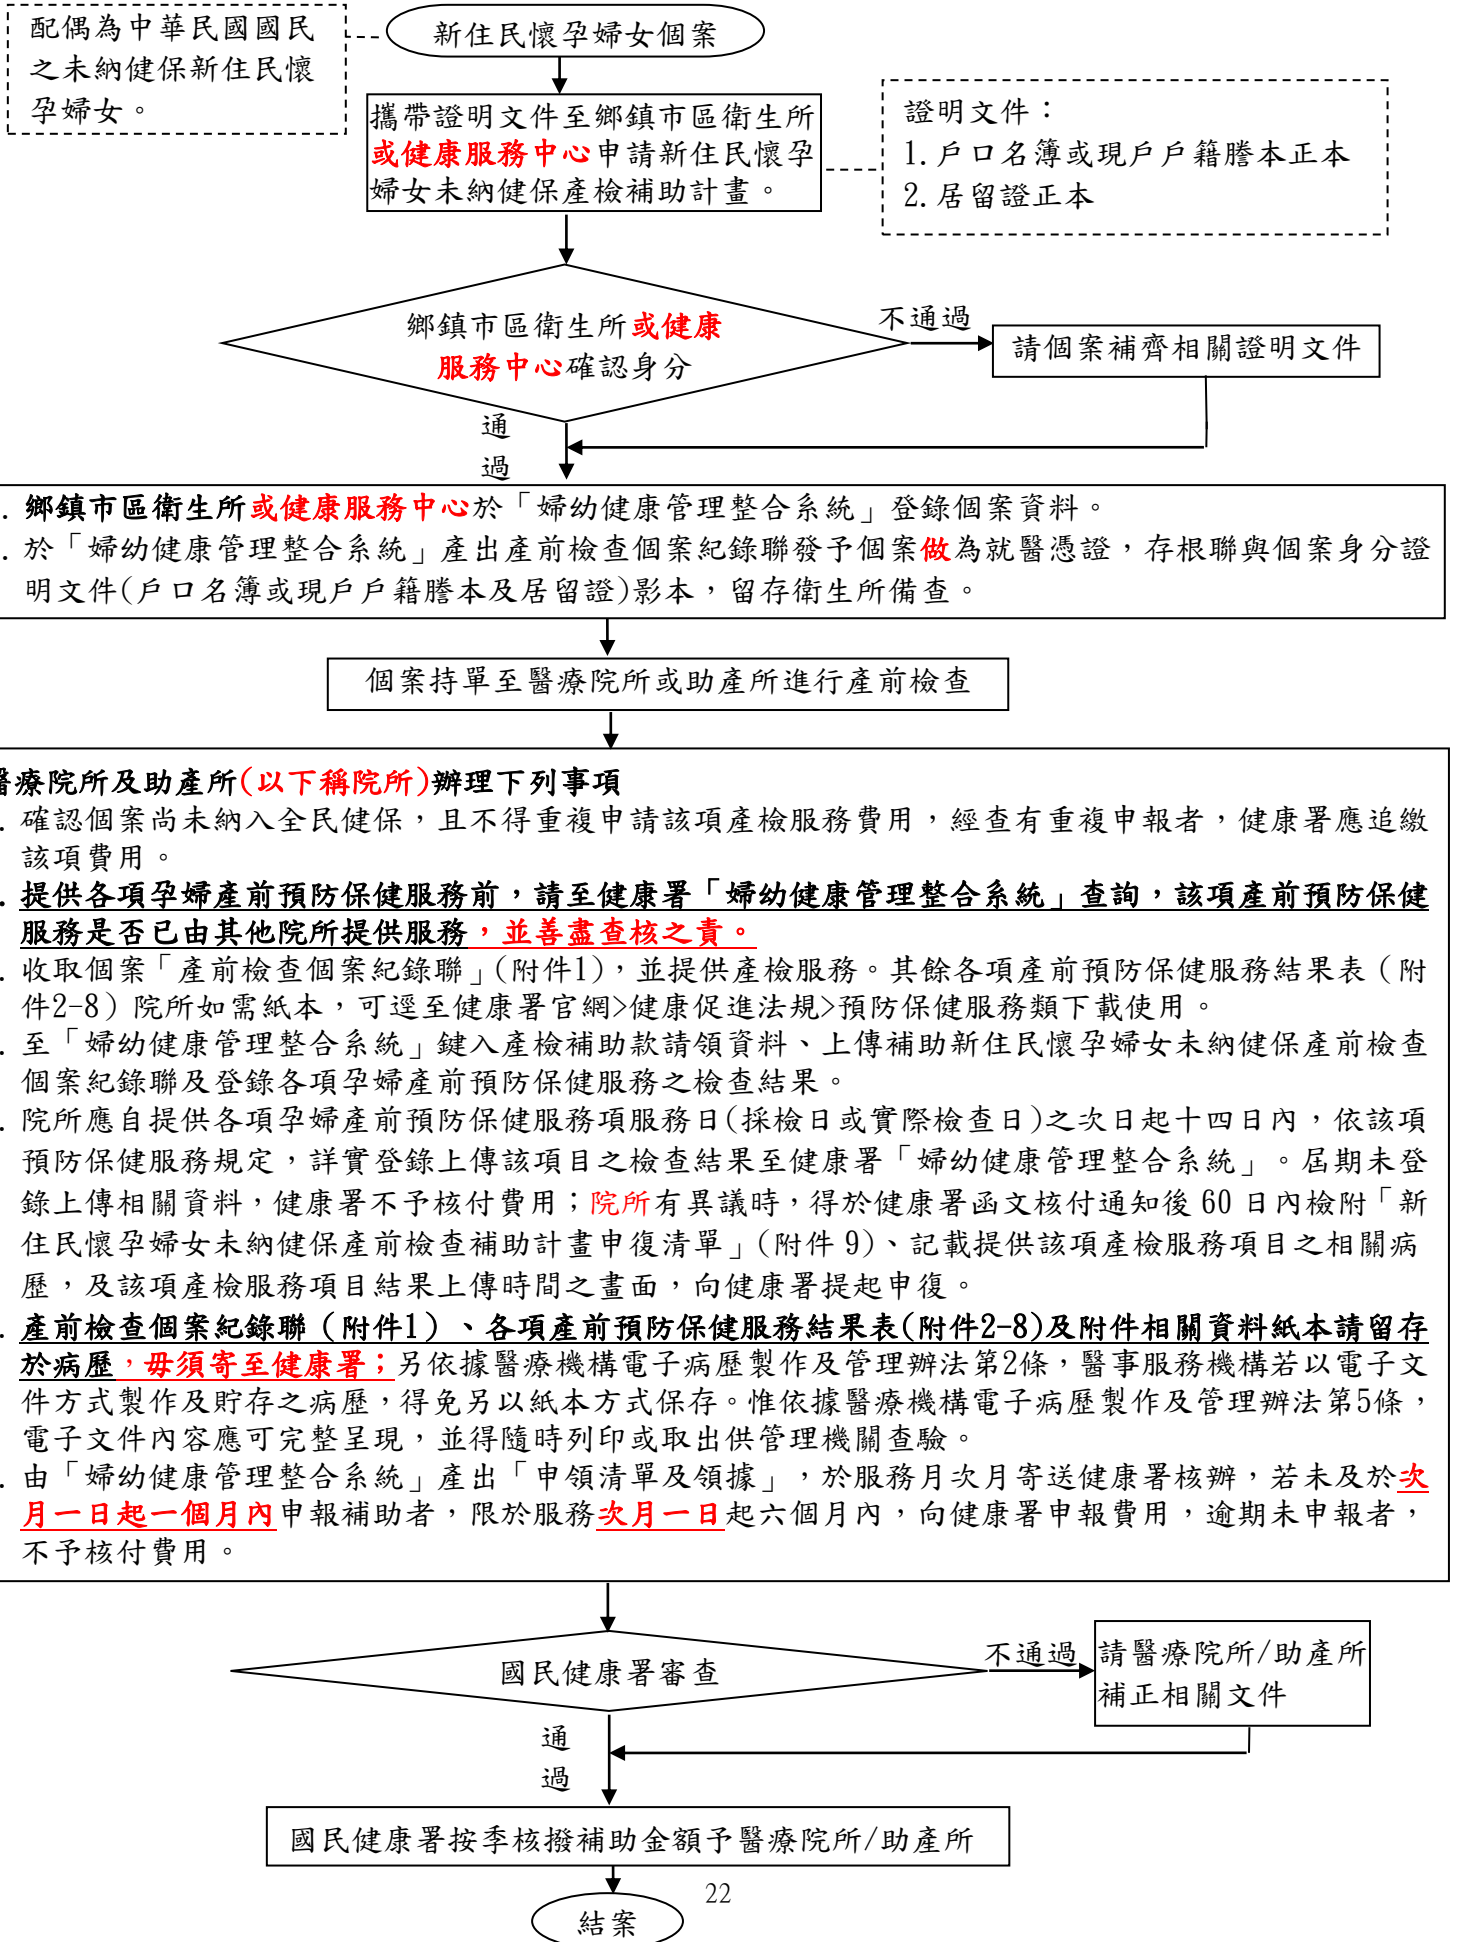 配偶為中華民國國民
之未納健保新住民懷
孕婦女。
新住民懷孕婦女個案
攜帶證明文件至鄉鎮市區衛生所
或健康服務中心申請新住民懷孕
婦女未納健保產檢補助計畫。
證明文件：
1.戶口名簿或現戶戶籍謄本正本
2.居留證正本
鄉鎮市區衛生所或健康
服務中心確認身分
不通過
請個案補齊相關證明文件
通
過
. 鄉鎮市區衛生所或健康服務中心於「婦幼健康管理整合系統」登錄個案資料。
. 於「婦幼健康管理整合系統」產出產前檢查個案紀錄聯發予個案做為就醫憑證，存根聯與個案身分證
明文件(戶口名簿或現戶戶籍謄本及居留證)影本，留存衛生所備查。
個案持單至醫療院所或助產所進行產前檢查
醫療院所及助產所(以下稱院所)辦理下列事項
. 確認個案尚未納入全民健保，且不得重複申請該項產檢服務費用，經查有重複申報者，健康署應追繳
該項費用。
. 提供各項孕婦產前預防保健服務前，請至健康署「婦幼健康管理整合系統」查詢，該項產前預防保健
服務是否已由其他院所提供服務，並善盡查核之責。
. 收取個案「產前檢查個案紀錄聯」(附件1)，並提供產檢服務。其餘各項產前預防保健服務結果表（附
件2-8）院所如需紙本，可逕至健康署官網>健康促進法規>預防保健服務類下載使用。
. 至「婦幼健康管理整合系統」鍵入產檢補助款請領資料、上傳補助新住民懷孕婦女未納健保產前檢查
個案紀錄聯及登錄各項孕婦產前預防保健服務之檢查結果。
. 院所應自提供各項孕婦產前預防保健服務項服務日(採檢日或實際檢查日)之次日起十四日內，依該項
預防保健服務規定，詳實登錄上傳該項目之檢查結果至健康署「婦幼健康管理整合系統」。屆期未登
錄上傳相關資料，健康署不予核付費用；院所有異議時，得於健康署函文核付通知後 60 日內檢附「新
住民懷孕婦女未納健保產前檢查補助計畫申復清單」(附件 9)、記載提供該項產檢服務項目之相關病
歷，及該項產檢服務項目結果上傳時間之畫面，向健康署提起申復。
. 產前檢查個案紀錄聯（附件1）、各項產前預防保健服務結果表(附件2-8)及附件相關資料紙本請留存
於病歷，毋須寄至健康署；另依據醫療機構電子病歷製作及管理辦法第2條，醫事服務機構若以電子文
件方式製作及貯存之病歷，得免另以紙本方式保存。惟依據醫療機構電子病歷製作及管理辦法第5條，
電子文件內容應可完整呈現，並得隨時列印或取出供管理機關查驗。
. 由「婦幼健康管理整合系統」產出「申領清單及領據」，於服務月次月寄送健康署核辦，若未及於次
月一日起一個月內申報補助者，限於服務次月一日起六個月內，向健康署申報費用，逾期未申報者，
不予核付費用。
國民健康署審查
不通過
請醫療院所/助產所
補正相關文件
通
過
國民健康署按季核撥補助金額予醫療院所/助產所
22
結案